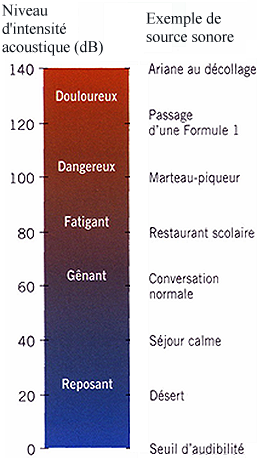 Niveau
d'intensité
acoustique (dB)
Exemple de
source sonore
140
Ariane au décollage
Douloureux
120
Passage
d'une Formule 1
Dangereux
100
Marteau-piqueur
Fatigant
80
Restaurant scolaire
Gênant
60
Conversation
normale
40
Séjour calme
Reposant
20
Désert
0
Seuil d'audibilité